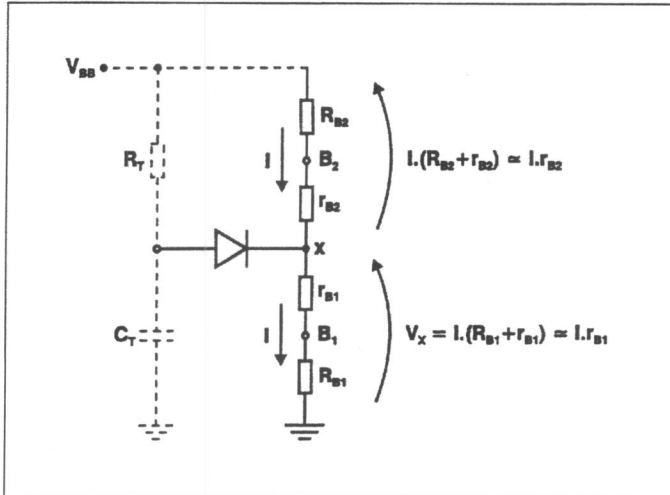 V_BB
R_B2
R_T
I
B_2
I.(R_B2+r_B2) ≃ I.r_B2
r_B2
X
r_B1
C_T
I
B_1
V_X = I.(R_B1+r_B1) ≃ I.r_B1
R_B1